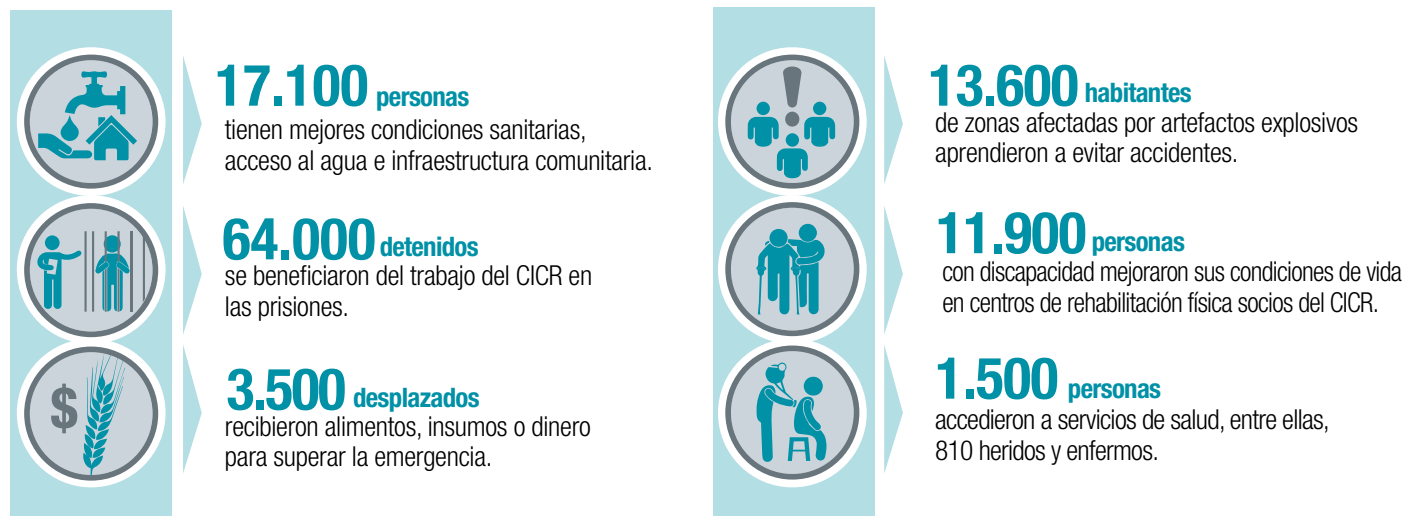 17.100 personas
tienen mejores condiciones sanitarias,
acceso al agua e infraestructura comunitaria.
64.000 detenidos
se beneficiaron del trabajo del CICR en
las prisiones.
$
3.500 desplazados
recibieron alimentos, insumos o dinero
para superar la emergencia.
13.600 habitantes
de zonas afectadas por artefactos explosivos
aprendieron a evitar accidentes.
11.900 personas
con discapacidad mejoraron sus condiciones de vida
en centros de rehabilitación física socios del CICR.
1.500 personas
accedieron a servicios de salud, entre ellas,
810 heridos y enfermos.